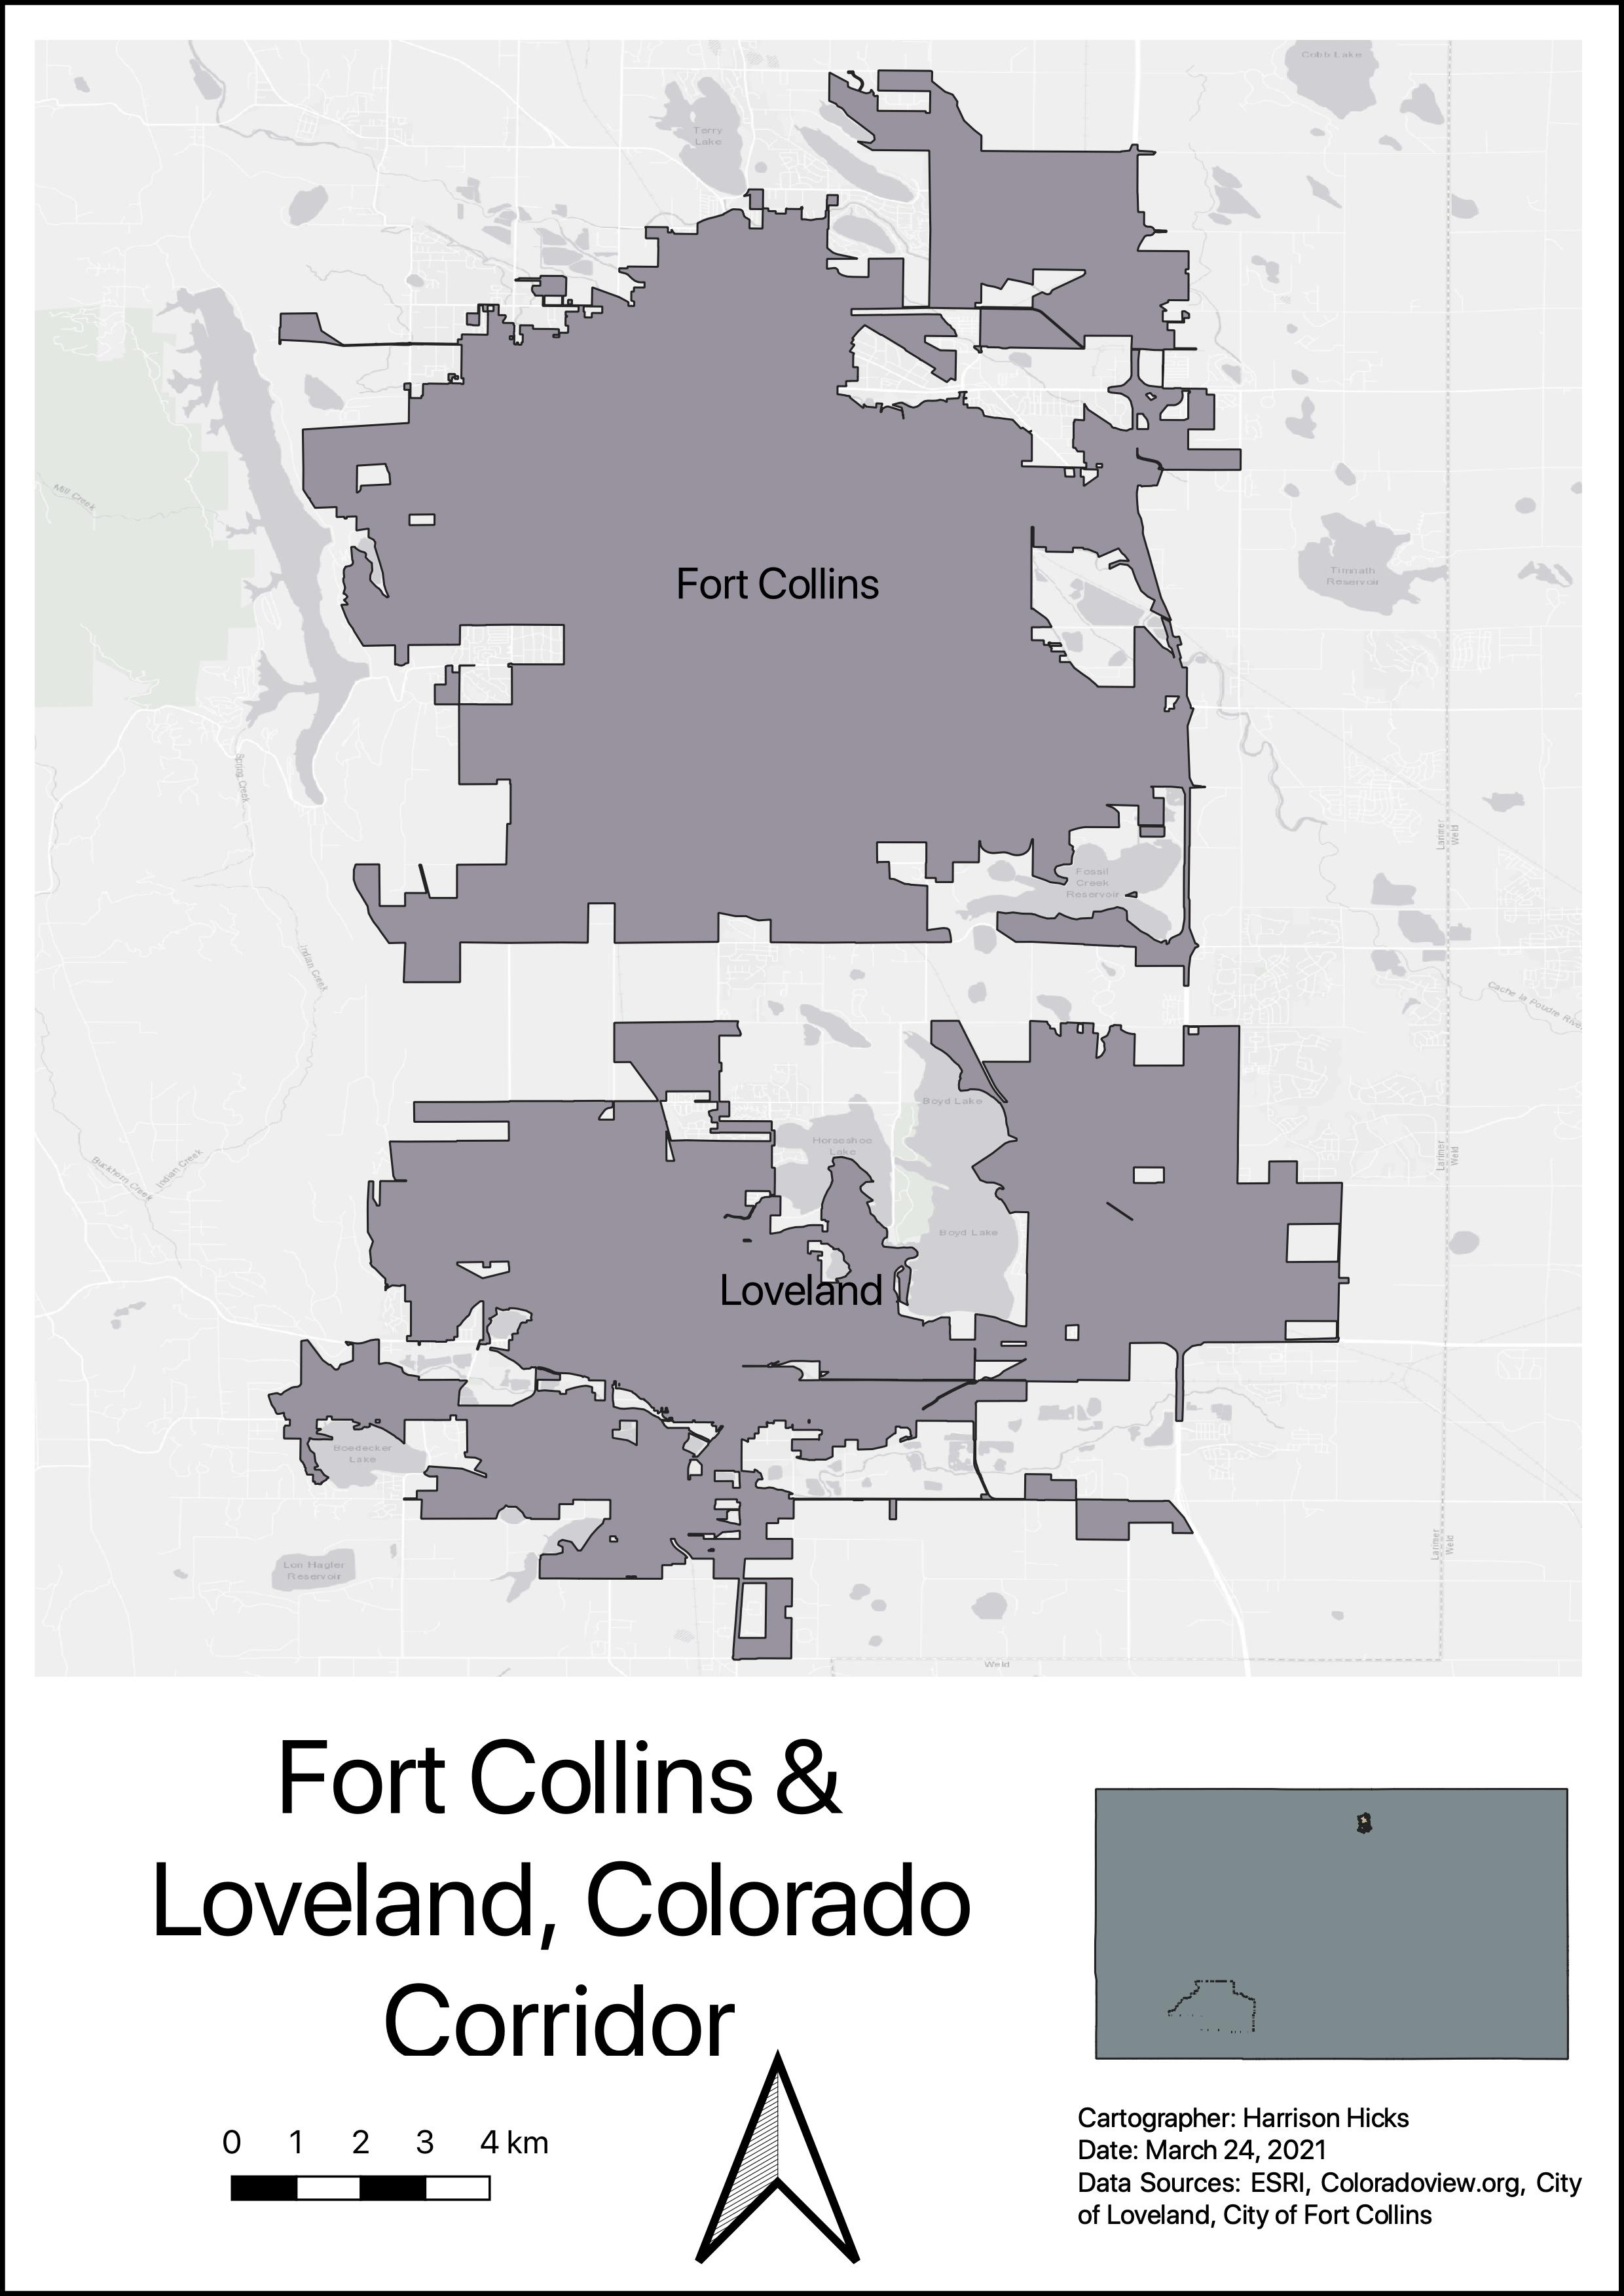 Cobb Lake
Terry
Lake
Mill Creek
Fort Collins
Timnath
Reservoir
Spring Creek
Larimer
Weld
Fossil
Creek
Reservoir
Indian Creek
Cache la Poudre River
Boyd Lake
Horseshoe
Lake
Larimer
Weld
Buckhorn Creek
Indian Creek
Boyd Lake
Loveland
Boedecker
Lake
Larimer
Weld
Lon Hagler
Reservoir
Weld
Fort Collins &
Loveland, Colorado
Corridor
0 1 2 3 4 km
Cartographer: Harrison Hicks
Date: March 24, 2021
Data Sources: ESRI, Coloradoview.org, City
of Loveland, City of Fort Collins